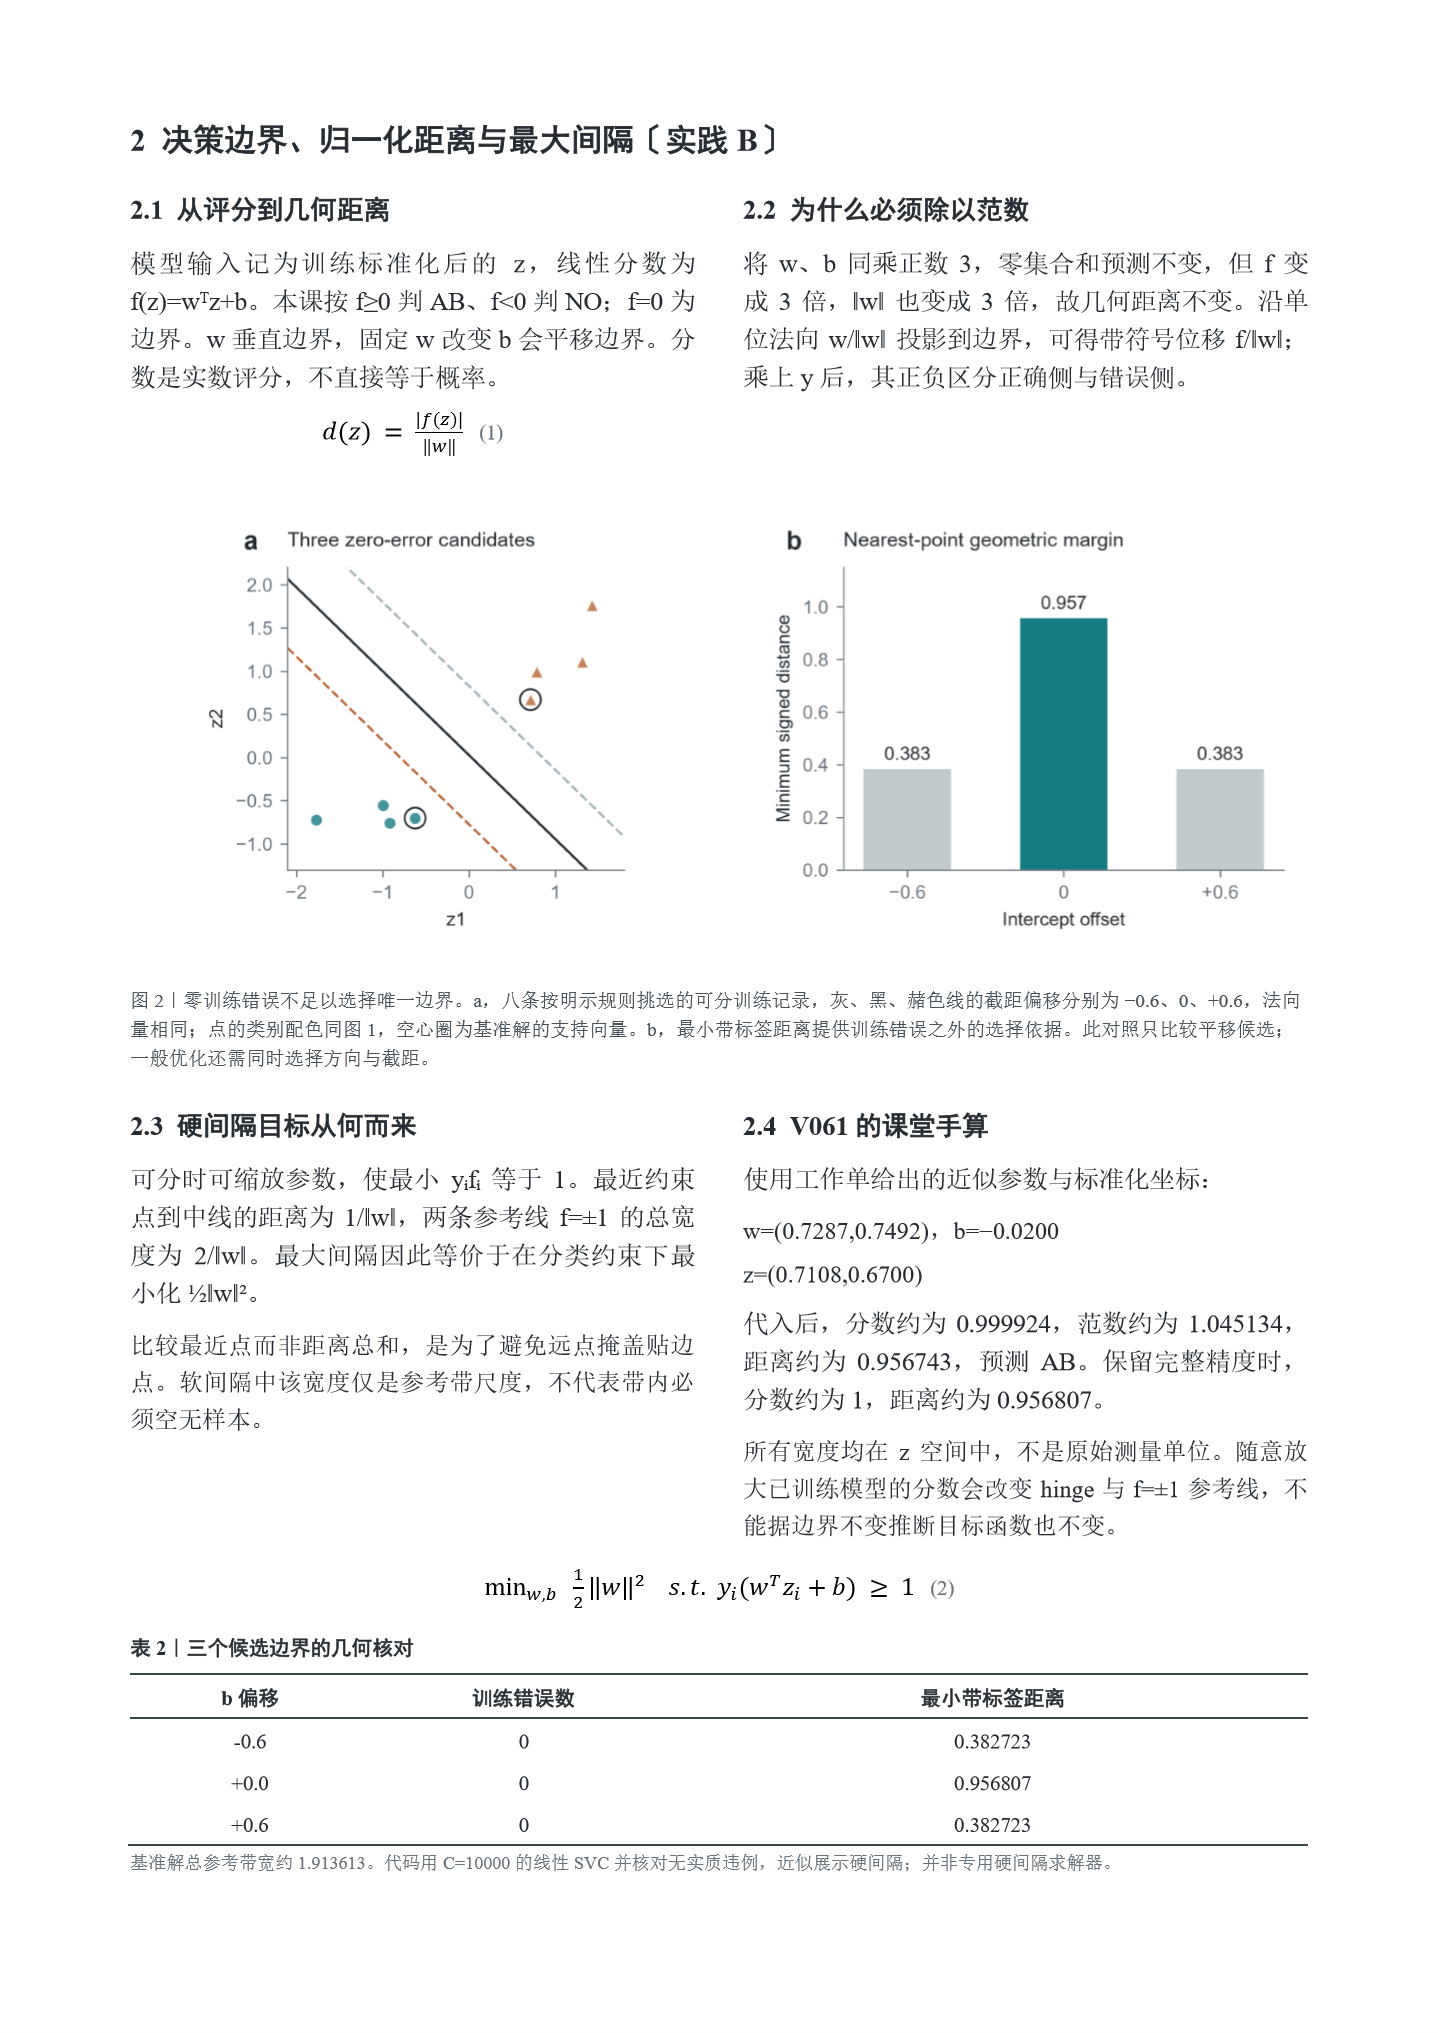 2 决策边界、归一化距离与最大间隔〔实践 B〕
2.1 从评分到几何距离
模型输入记为训练标准化后的 z，线性分数为
f(z)=wᵀz+b。本课按 f≥0 判 AB、f<0 判 NO；f=0 为
边界。w 垂直边界，固定 w 改变 b 会平移边界。分
数是实数评分，不直接等于概率。
d(z) = |f(z)| / ‖w‖ (1)
2.2 为什么必须除以范数
将 w、b 同乘正数 3，零集合和预测不变，但 f 变
成 3 倍，‖w‖ 也变成 3 倍，故几何距离不变。沿单
位法向 w/‖w‖ 投影到边界，可得带符号位移 f/‖w‖；
乘上 y 后，其正负区分正确侧与错误侧。
a Three zero-error candidates
2.0
1.5
1.0
0.5
0.0
−0.5
−1.0
z2
−2 −1 0 1
z1
b Nearest-point geometric margin
1.0
0.8
0.6
0.4
0.2
0.0
Minimum signed distance
0.383 0.957 0.383
−0.6 0 +0.6
Intercept offset
图 2｜零训练错误不足以选择唯一边界。a，八条按明示规则挑选的可分训练记录，灰、黑、赭色线的截距偏移分别为 −0.6、0、+0.6，法向
量相同；点的类别配色同图 1，空心圈为基准解的支持向量。b，最小带标签距离提供训练错误之外的选择依据。此对照只比较平移候选；
一般优化还需同时选择方向与截距。
2.3 硬间隔目标从何而来
可分时可缩放参数，使最小 yᵢfᵢ 等于 1。最近约束
点到中线的距离为 1/‖w‖，两条参考线 f=±1 的总宽
度为 2/‖w‖。最大间隔因此等价于在分类约束下最
小化 ½‖w‖²。
比较最近点而非距离总和，是为了避免远点掩盖贴边
点。软间隔中该宽度仅是参考带尺度，不代表带内必
须空无样本。
2.4 V061 的课堂手算
使用工作单给出的近似参数与标准化坐标：
w=(0.7287,0.7492)，b=−0.0200
z=(0.7108,0.6700)
代入后，分数约为 0.999924，范数约为 1.045134，
距离约为 0.956743，预测 AB。保留完整精度时，
分数约为 1，距离约为 0.956807。
所有宽度均在 z 空间中，不是原始测量单位。随意放
大已训练模型的分数会改变 hinge 与 f=±1 参考线，不
能据边界不变推断目标函数也不变。
min_{w,b} 1/2 ‖w‖² s.t. yᵢ(wᵀzᵢ + b) ≥ 1 (2)
表 2｜三个候选边界的几何核对
b 偏移 训练错误数 最小带标签距离
-0.6 0 0.382723
+0.0 0 0.956807
+0.6 0 0.382723
基准解总参考带宽约 1.913613。代码用 C=10000 的线性 SVC 并核对无实质违例，近似展示硬间隔；并非专用硬间隔求解器。